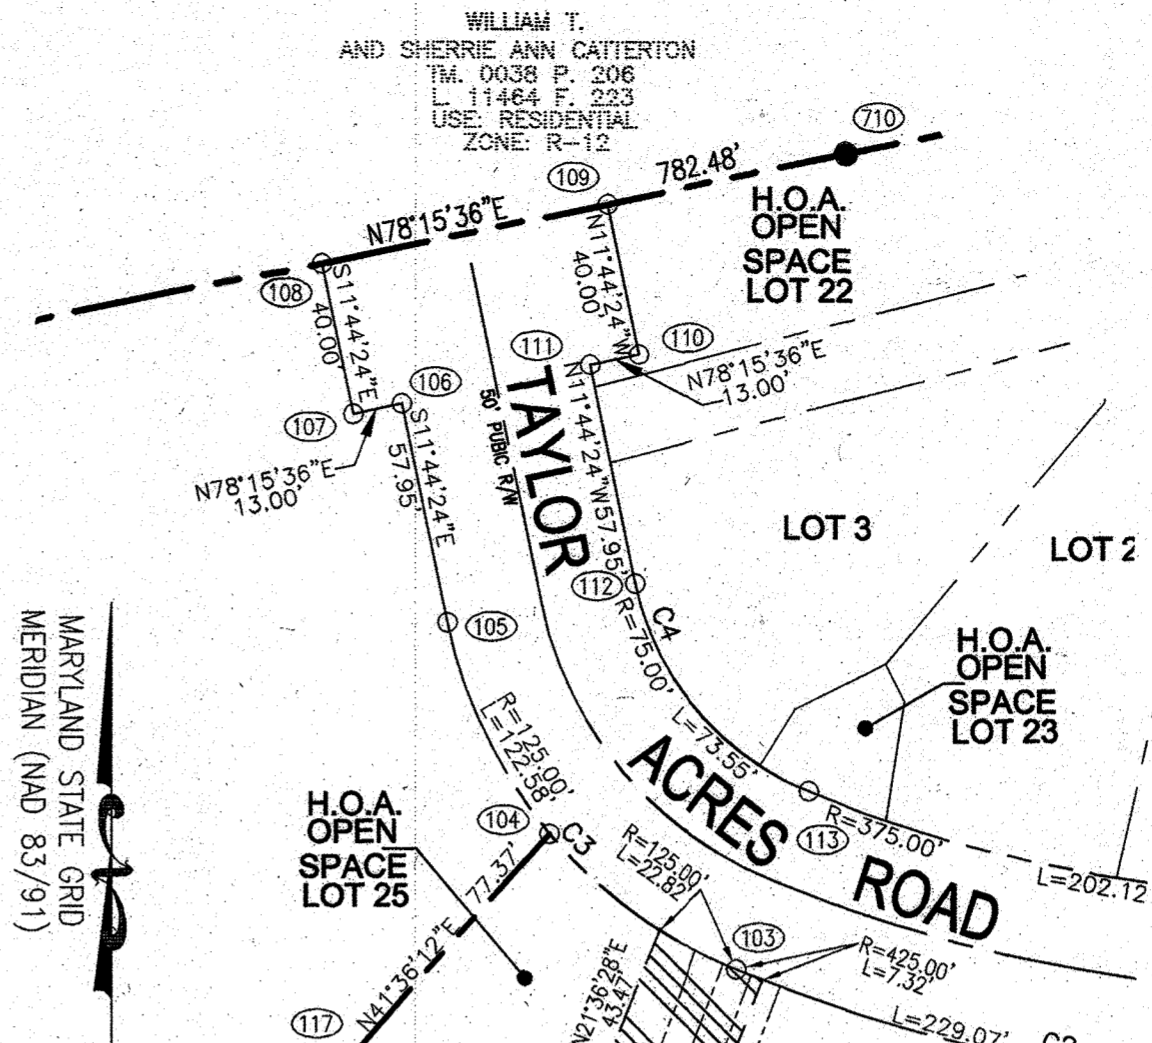 WILLIAM T.
AND SHERRIE ANN CATTERTON
TM. 0038 P. 206
L. 11464 F. 223
USE: RESIDENTIAL
ZONE: R-12
710
109
782.48'
N78°15'36"E
H.O.A.
OPEN
SPACE
LOT 22
108
S11°44'24"E
40.00'
N11°44'24"W
40.00'
110
111
N78°15'36"E
13.00'
106
107
N78°15'36"E
13.00'
S11°44'24"E
57.95'
50' PUBIC R/W
TAYLOR
N11°44'24"W
57.95'
LOT 3
LOT 2
112
C4
R=75.00'
L=73.55'
105
R=125.00'
L=122.58'
H.O.A.
OPEN
SPACE
LOT 23
MARYLAND STATE GRID
MERIDIAN (NAD 83/91)
ACRES
ROAD
113
R=375.00'
L=202.12
H.O.A.
OPEN
SPACE
LOT 25
104
C3
77.37'
N41°36'12"E
117
R=125.00'
L=22.82'
103
R=425.00'
L=7.32'
N21°36'28"E
43.47'
L=229.07'